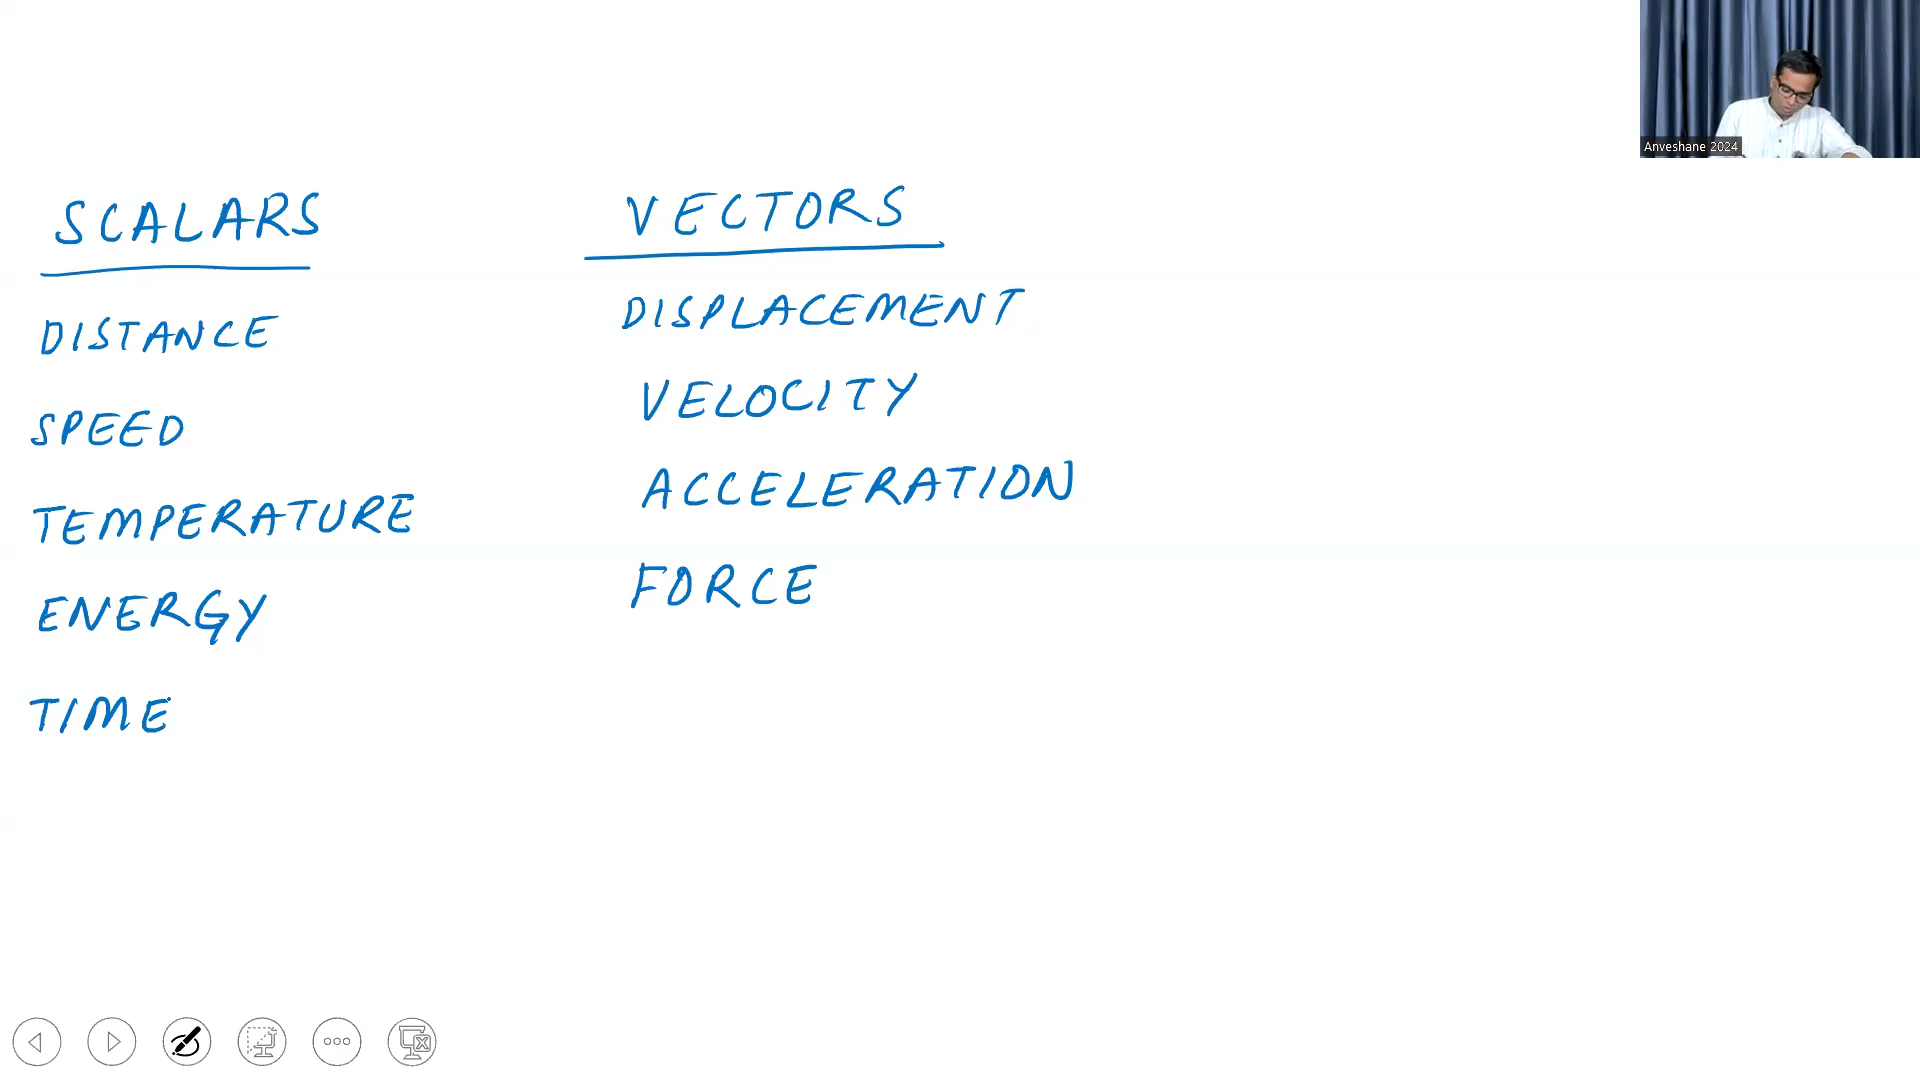 Anveshane 2024
SCALARS
VECTORS
DISTANCE
DISPLACEMENT
SPEED
VELOCITY
TEMPERATURE
ACCELERATION
ENERGY
FORCE
TIME